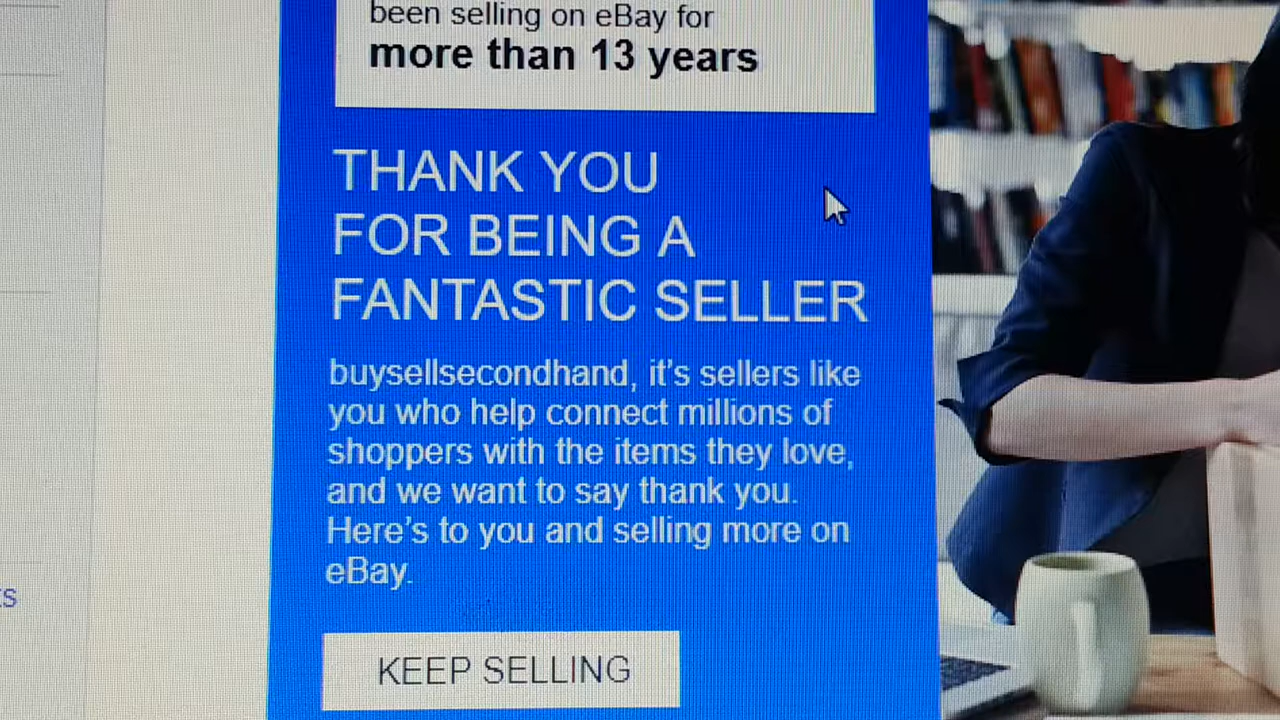 been selling on eBay for
more than 13 years
THANK YOU
FOR BEING A
FANTASTIC SELLER
buysellsecondhand, it's sellers like
you who help connect millions of
shoppers with the items they love,
and we want to say thank you.
Here's to you and selling more on
eBay.
KEEP SELLING